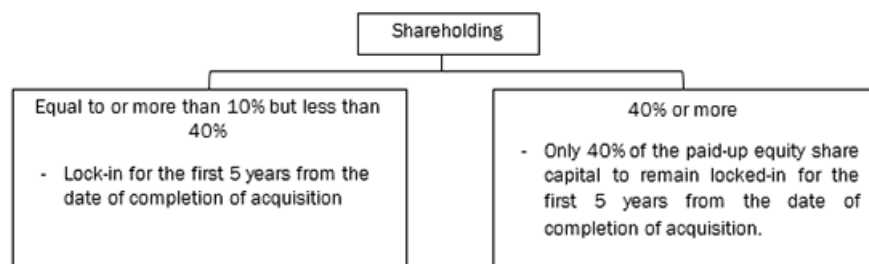 Shareholding
Equal to or more than 10% but less than
40%
- Lock-in for the first 5 years from the
date of completion of acquisition
40% or more
- Only 40% of the paid-up equity share
capital to remain locked-in for the
first 5 years from the date of
completion of acquisition.